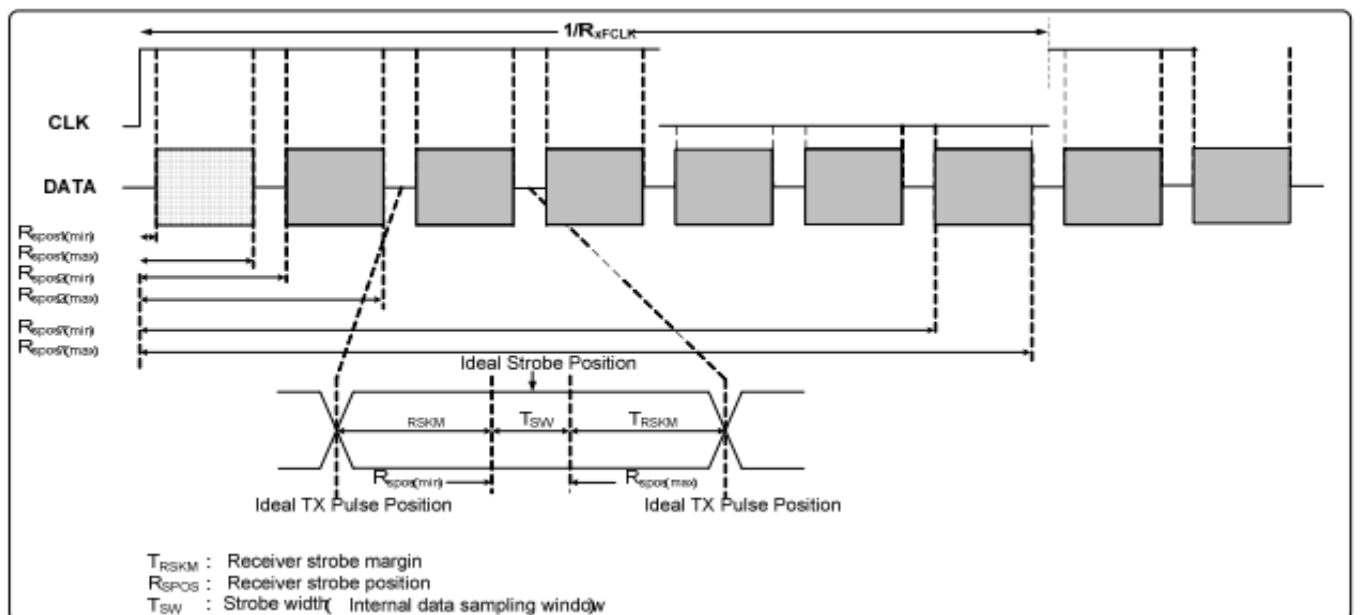 1/RxFCLK
CLK
DATA
Rspos1(min)
Rspos1(max)
Rspos2(min)
Rspos2(max)
Rspos7(min)
Rspos7(max)
Ideal Strobe Position
RSKM TSW TRSKM
Rspos(min) Rspos(max)
Ideal TX Pulse Position Ideal TX Pulse Position
TRSKM : Receiver strobe margin
RSPOS : Receiver strobe position
TSW : Strobe width( Internal data sampling window)